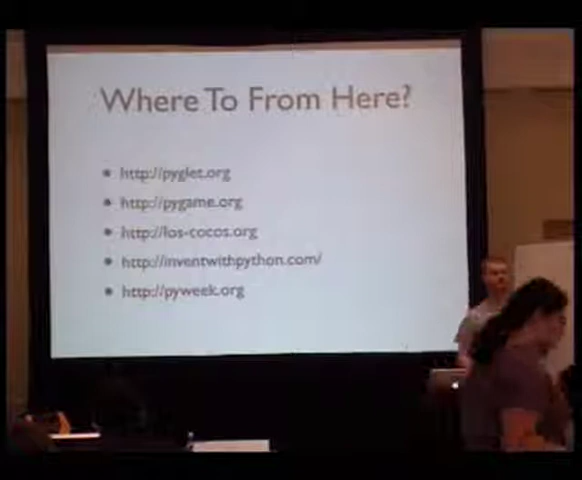 Where To From Here?
http://pyglet.org
http://pygame.org
http://los-cocos.org
http://inventwithpython.com/
http://pyweek.org